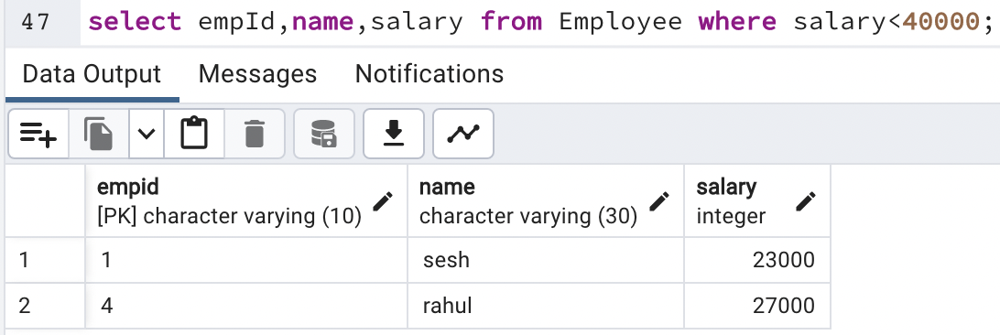 47 select empId,name,salary from Employee where salary<40000;
Data Output Messages Notifications
empid name salary
[PK] character varying (10) character varying (30) integer
1 1 sesh 23000
2 4 rahul 27000